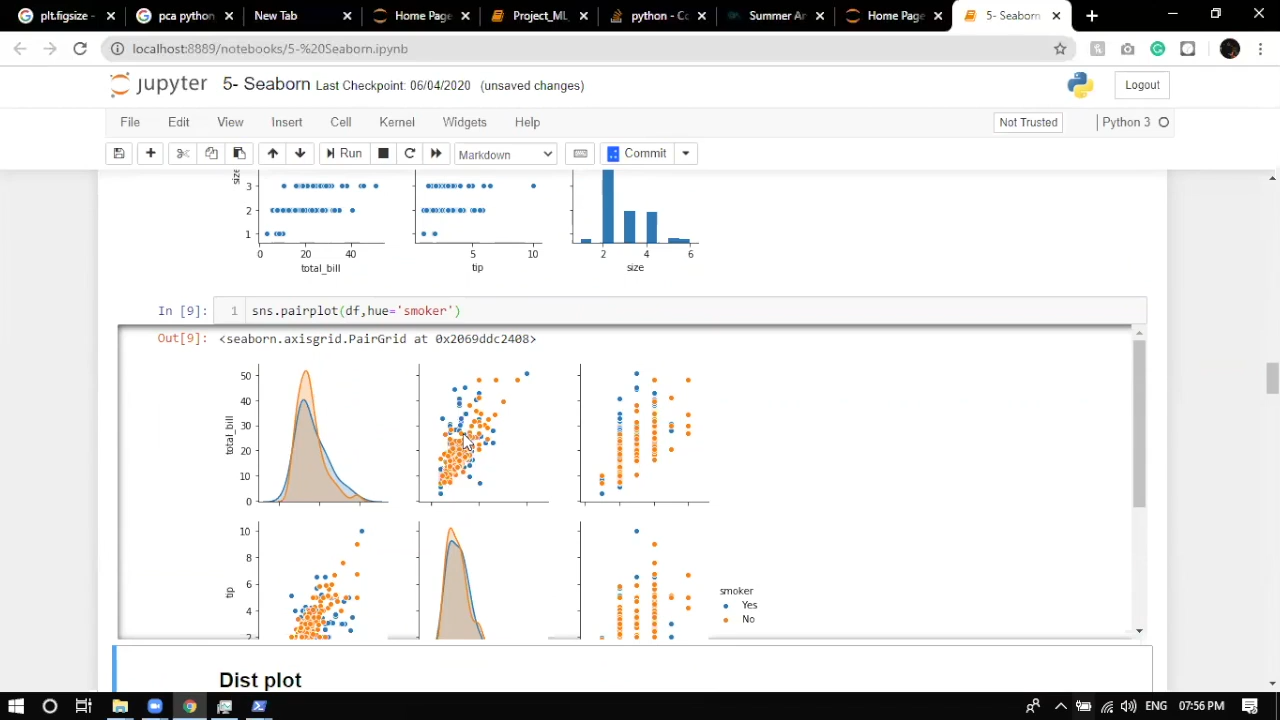 plt.figsize
pca python
New Tab
Home Page
Project_ML
python - Co
Summer Ar
Home Page
5- Seaborn
localhost:8889/notebooks/5-%20Seaborn.ipynb
jupyter 5- Seaborn Last Checkpoint: 06/04/2020 (unsaved changes)
Logout
File Edit View Insert Cell Kernel Widgets Help
Not Trusted
Python 3
Run
Markdown
Commit
size
3
2
1
0 20 40
5 10
2 4 6
total_bill
tip
size
In [9]: 1 sns.pairplot(df,hue='smoker')
Out[9]: <seaborn.axisgrid.PairGrid at 0x2069ddc2408>
50
40
30
20
10
0
total_bill
10
8
6
4
2
tip
smoker
Yes
No
Dist plot
ENG
07:56 PM